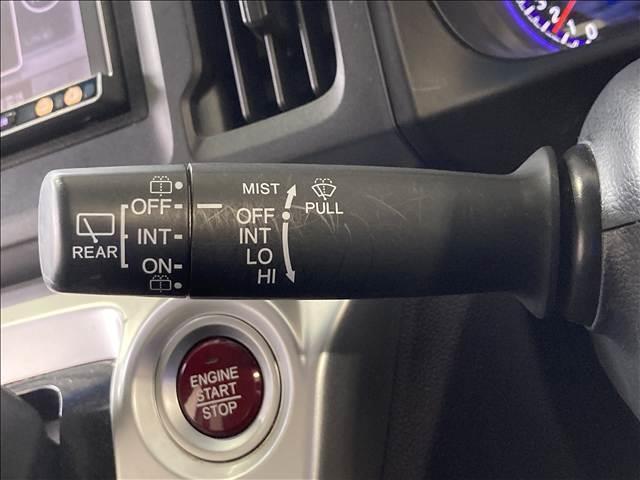 MIST
PULL
OFF
INT
LO
HI
REAR
OFF
INT
ON
ENGINE
START
STOP